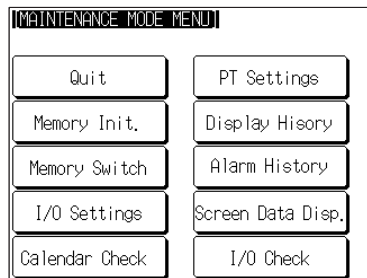 [MAINTENANCE MODE MENU]
Quit
PT Settings
Memory Init.
Display Hisory
Memory Switch
Alarm History
I/O Settings
Screen Data Disp.
Calendar Check
I/O Check